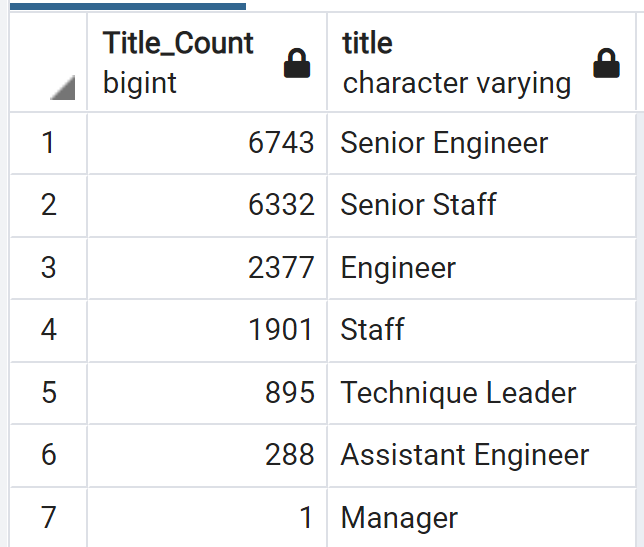 Title_Count title
bigint character varying
1 6743 Senior Engineer
2 6332 Senior Staff
3 2377 Engineer
4 1901 Staff
5 895 Technique Leader
6 288 Assistant Engineer
7 1 Manager